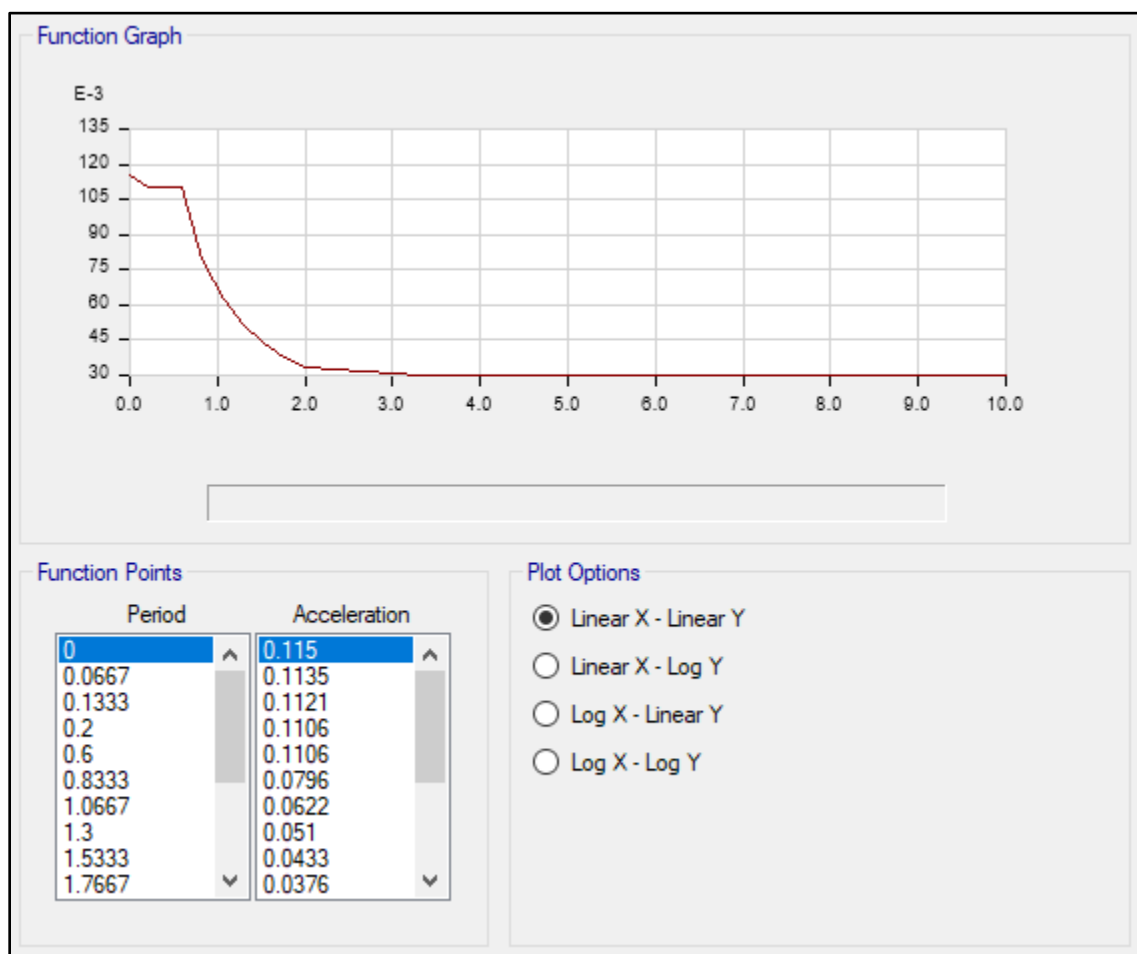 Function Graph
E-3
135
120
105
90
75
60
45
30
0.0 1.0 2.0 3.0 4.0 5.0 6.0 7.0 8.0 9.0 10.0
Function Points
Period Acceleration
0 0.115
0.0667 0.1135
0.1333 0.1121
0.2 0.1106
0.6 0.1106
0.8333 0.0796
1.0667 0.0622
1.3 0.051
1.5333 0.0433
1.7667 0.0376
Plot Options
Linear X - Linear Y
Linear X - Log Y
Log X - Linear Y
Log X - Log Y